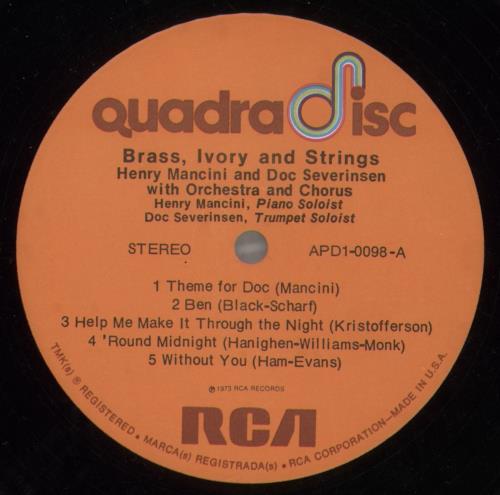 quadradisc
Brass, Ivory and Strings
Henry Mancini and Doc Severinsen
with Orchestra and Chorus
Henry Mancini, Piano Soloist
Doc Severinsen, Trumpet Soloist
STEREO APD1-0098-A
1 Theme for Doc (Mancini)
2 Ben (Black-Scharf)
3 Help Me Make It Through the Night (Kristofferson)
4 'Round Midnight (Hanighen-Williams-Monk)
5 Without You (Ham-Evans)
℗1973 RCA RECORDS
RCA
TMK(s) ® REGISTERED • MARCA(s) REGISTRADA(s) • RCA CORPORATION—MADE IN U.S.A.